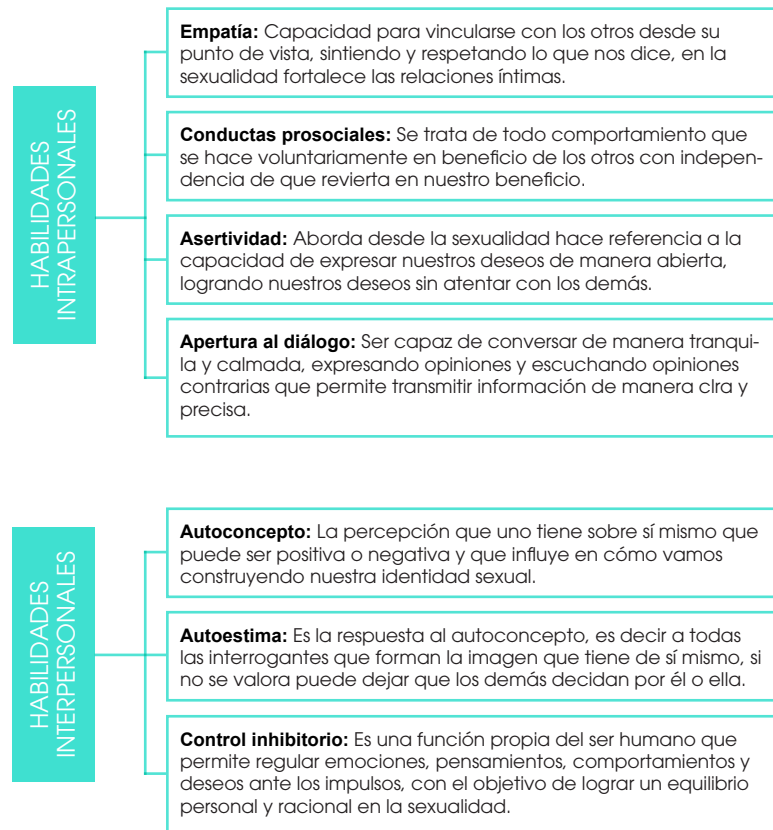 HABILIDADES
INTRAPERSONALES
Empatía: Capacidad para vincularse con los otros desde su
punto de vista, sintiendo y respetando lo que nos dice, en la
sexualidad fortalece las relaciones íntimas.
Conductas prosociales: Se trata de todo comportamiento que
se hace voluntariamente en beneficio de los otros con indepen-
dencia de que revierta en nuestro beneficio.
Asertividad: Aborda desde la sexualidad hace referencia a la
capacidad de expresar nuestros deseos de manera abierta,
logrando nuestros deseos sin atentar con los demás.
Apertura al diálogo: Ser capaz de conversar de manera tranqui-
la y calmada, expresando opiniones y escuchando opiniones
contrarias que permite transmitir información de manera clra y
precisa.
HABILIDADES
INTERPERSONALES
Autoconcepto: La percepción que uno tiene sobre sí mismo que
puede ser positiva o negativa y que influye en cómo vamos
construyendo nuestra identidad sexual.
Autoestima: Es la respuesta al autoconcepto, es decir a todas
las interrogantes que forman la imagen que tiene de sí mismo, si
no se valora puede dejar que los demás decidan por él o ella.
Control inhibitorio: Es una función propia del ser humano que
permite regular emociones, pensamientos, comportamientos y
deseos ante los impulsos, con el objetivo de lograr un equilibrio
personal y racional en la sexualidad.